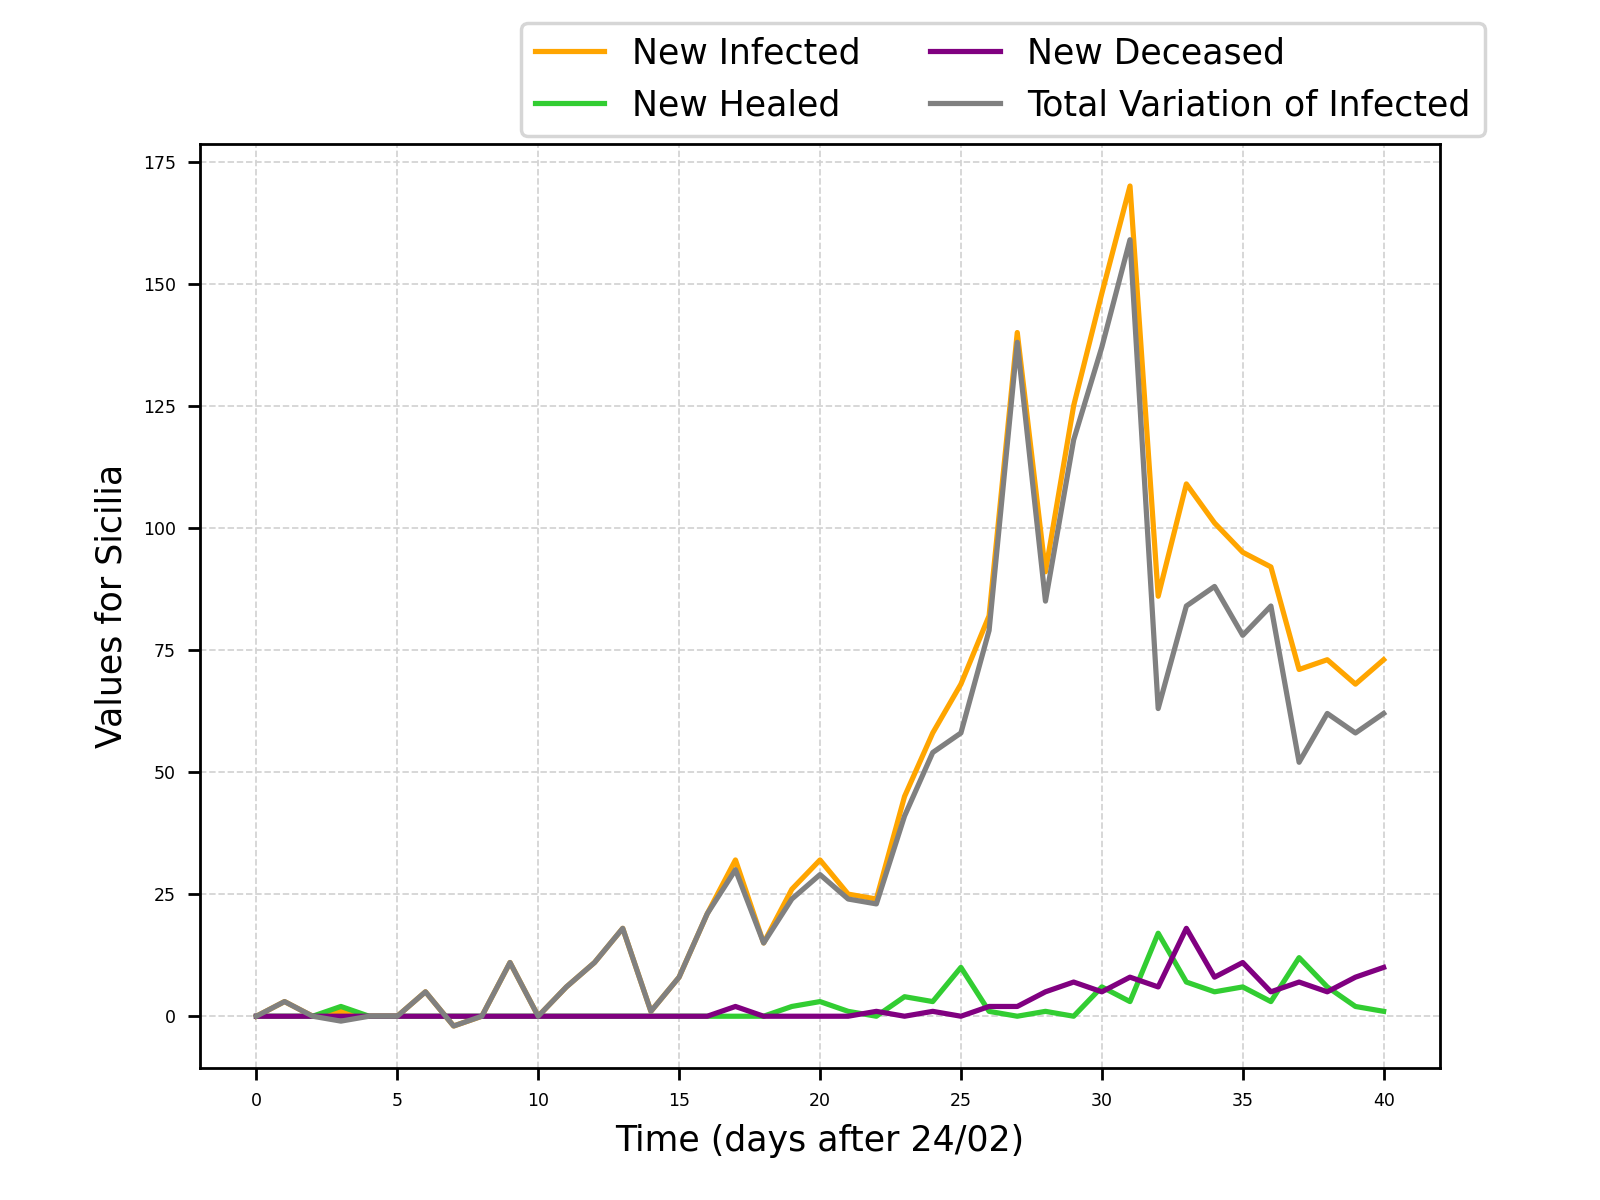 New Infected
New Healed
New Deceased
Total Variation of Infected
175
150
125
100
75
50
25
0
Values for Sicilia
0 5 10 15 20 25 30 35 40
Time (days after 24/02)